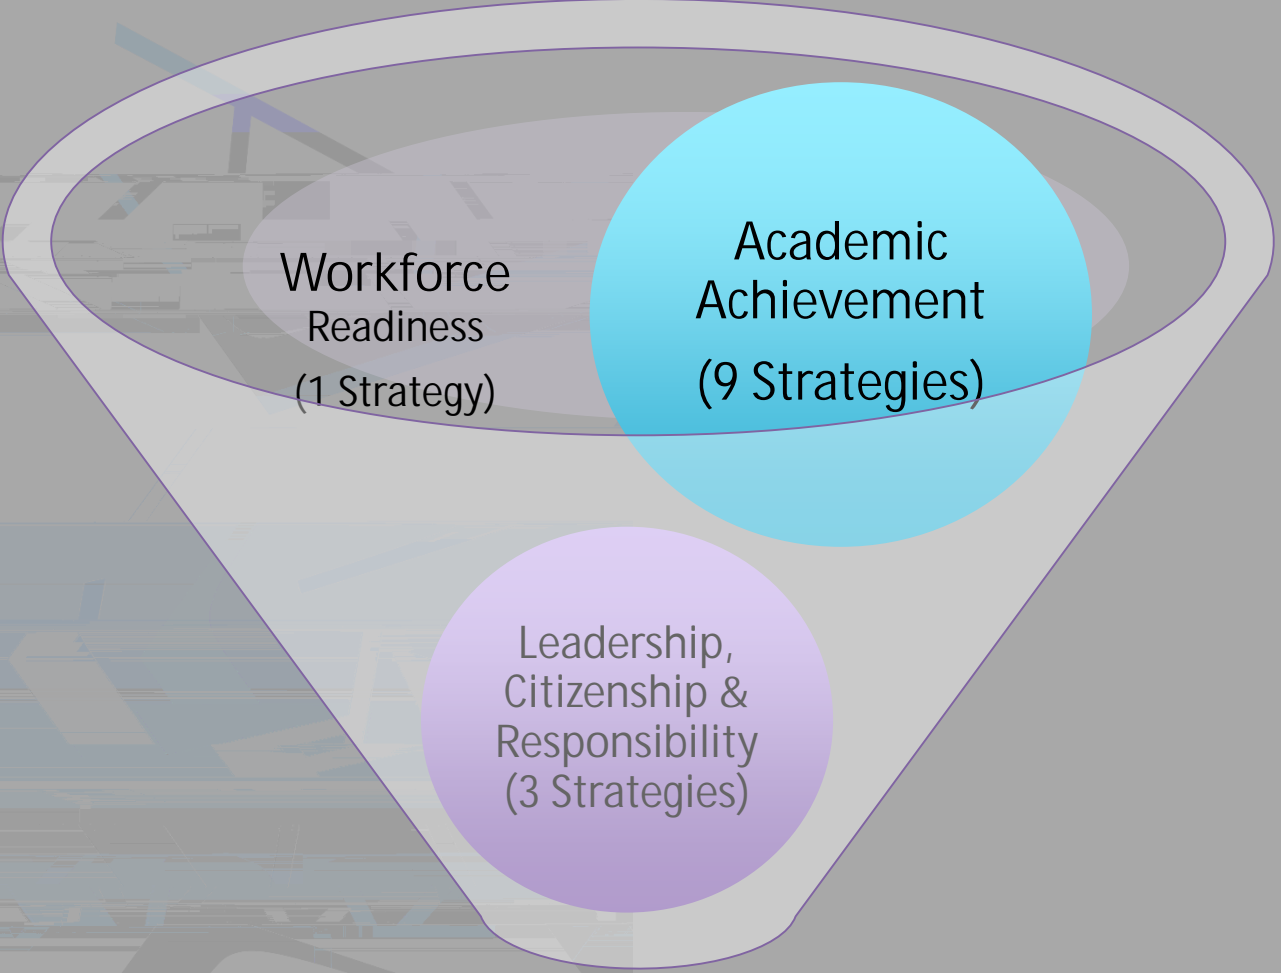 Workforce
Readiness
(1 Strategy)
Academic
Achievement
(9 Strategies)
Leadership,
Citizenship &
Responsibility
(3 Strategies)